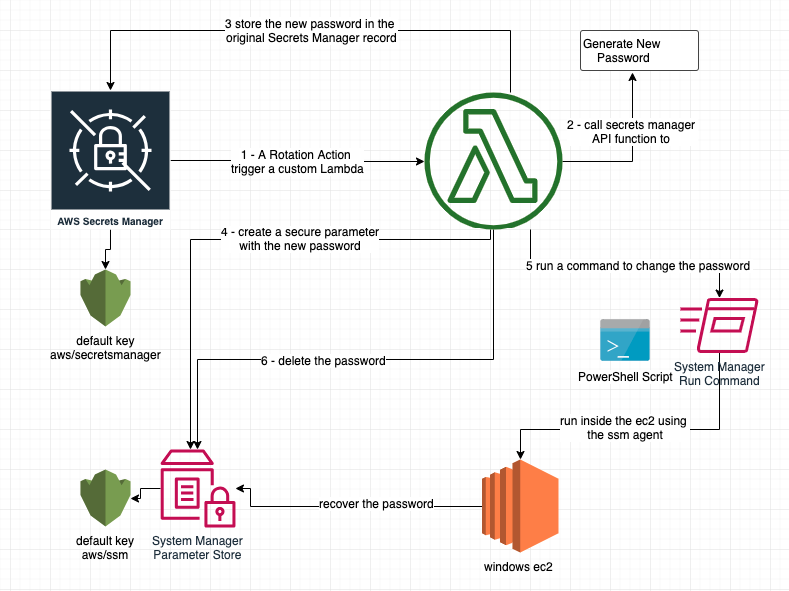 3 store the new password in the
original Secrets Manager record
Generate New
Password
2 - call secrets manager
API function to
1 - A Rotation Action
trigger a custom Lambda
AWS Secrets Manager
4 - create a secure parameter
with the new password
5 run a command to change the password
default key
aws/secretsmanager
>_
PowerShell Script
System Manager
Run Command
6 - delete the password
run inside the ec2 using
the ssm agent
recover the password
default key
aws/ssm
System Manager
Parameter Store
windows ec2